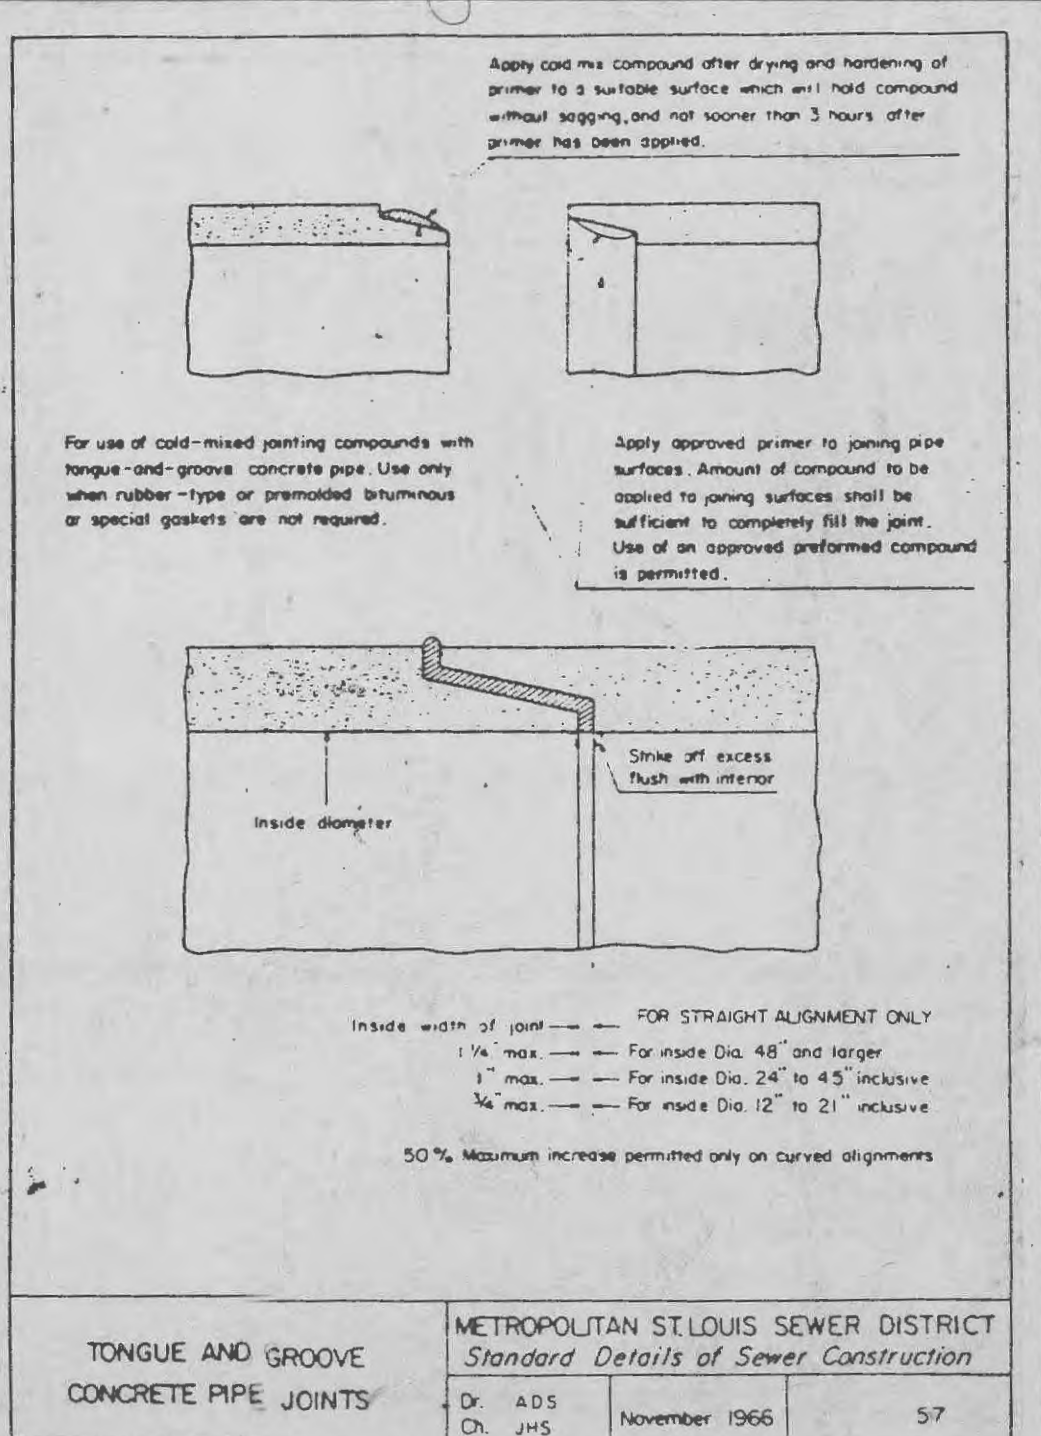 Apply cold mix compound after drying and hardening of
primer to a suitable surface which will hold compound
without sagging, and not sooner than 3 hours after
primer has been applied.
For use of cold-mixed jointing compounds with
tongue-and-groove concrete pipe. Use only
when rubber-type or premolded bituminous
or special gaskets are not required.
Apply approved primer to joining pipe
surfaces. Amount of compound to be
applied to joining surfaces shall be
sufficient to completely fill the joint.
Use of an approved preformed compound
is permitted.
Strike off excess
flush with interior
Inside diameter
Inside width of joint — — FOR STRAIGHT ALIGNMENT ONLY
1 1/4" max. — — For inside Dia. 48" and larger
1" max. — — For inside Dia. 24" to 45" inclusive
3/4" max. — — For inside Dia. 12" to 21" inclusive
50% Maximum increase permitted only on curved alignments
TONGUE AND GROOVE
CONCRETE PIPE JOINTS
METROPOLITAN ST. LOUIS SEWER DISTRICT
Standard Details of Sewer Construction
Dr. ADS
Ch. JHS
November 1966
57